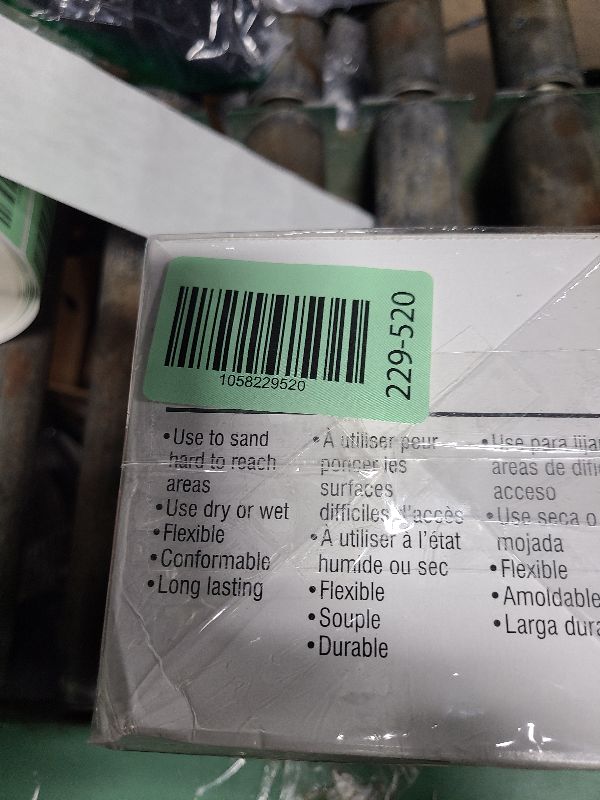 1058229520
229-520
•Use to sand
hard to reach
areas
•Use dry or wet
•Flexible
•Conformable
•Long lasting
•À utiliser pour
poncer les
surfaces
difficiles d'accès
•À utiliser à l'état
humide ou sec
•Flexible
•Souple
•Durable
•Use para
areas de
acceso
•Use seca o
mojada
•Flexible
•Amoldable
•Larga